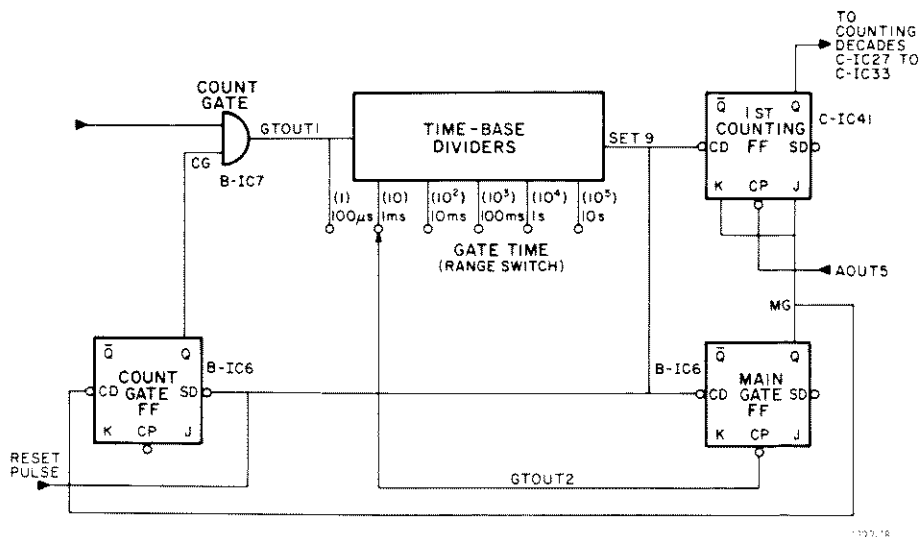 TO
COUNTING
DECADES
C-IC27 TO
C-IC33
COUNT
GATE
GTOUT1
CG
B-IC7
TIME-BASE
DIVIDERS
SET 9
Q̅ Q
1ST
COUNTING
FF
CD SD
K CP J
C-IC41
(1) (10) (10²) (10³) (10⁴) (10⁵)
100µs 1ms 10ms 100ms 1s 10s
GATE TIME
(RANGE SWITCH)
AOUT5
MG
Q̅ Q
COUNT
GATE
FF
CD SD
K CP J
B-IC6
B-IC6
Q̅ Q
MAIN
GATE
FF
CD SD
K CP J
RESET
PULSE
GTOUT2